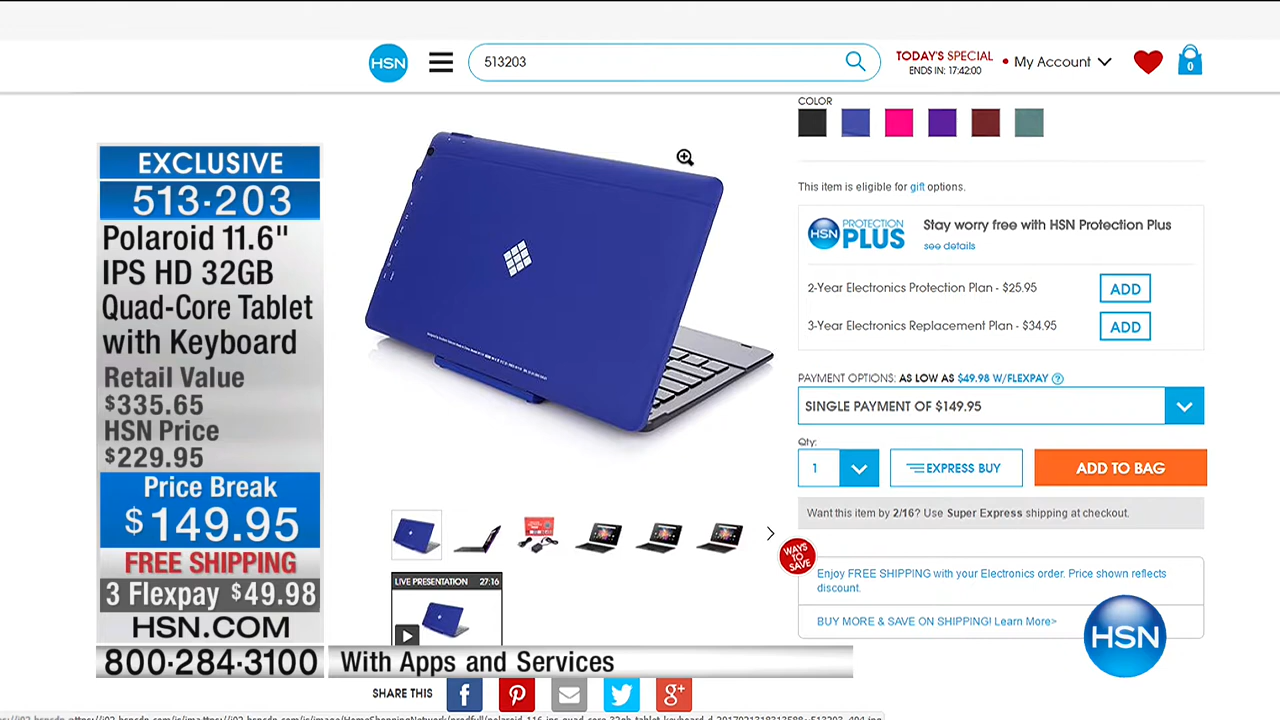 HSN
513203
TODAY'S SPECIAL
ENDS IN: 17:42:00
My Account
0
COLOR
This item is eligible for gift options.
HSN PROTECTION PLUS
Stay worry free with HSN Protection Plus
see details
2-Year Electronics Protection Plan - $25.95
ADD
3-Year Electronics Replacement Plan - $34.95
ADD
PAYMENT OPTIONS: AS LOW AS $49.98 W/FLEXPAY ?
SINGLE PAYMENT OF $149.95
Qty:
1
EXPRESS BUY
ADD TO BAG
Want this item by 2/16? Use Super Express shipping at checkout.
WAYS
TO
SAVE
Enjoy FREE SHIPPING with your Electronics order. Price shown reflects
discount.
BUY MORE & SAVE ON SHIPPING! Learn More>
HSN
EXCLUSIVE
513-203
Polaroid 11.6"
IPS HD 32GB
Quad-Core Tablet
with Keyboard
Retail Value
$335.65
HSN Price
$229.95
Price Break
$149.95
FREE SHIPPING
3 Flexpay $49.98
HSN.COM
800-284-3100
With Apps and Services
LIVE PRESENTATION 27:16
SHARE THIS